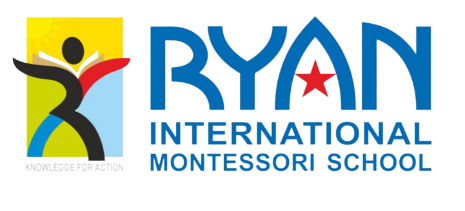 RYAN
INTERNATIONAL
MONTESSORI SCHOOL
KNOWLEDGE FOR ACTION